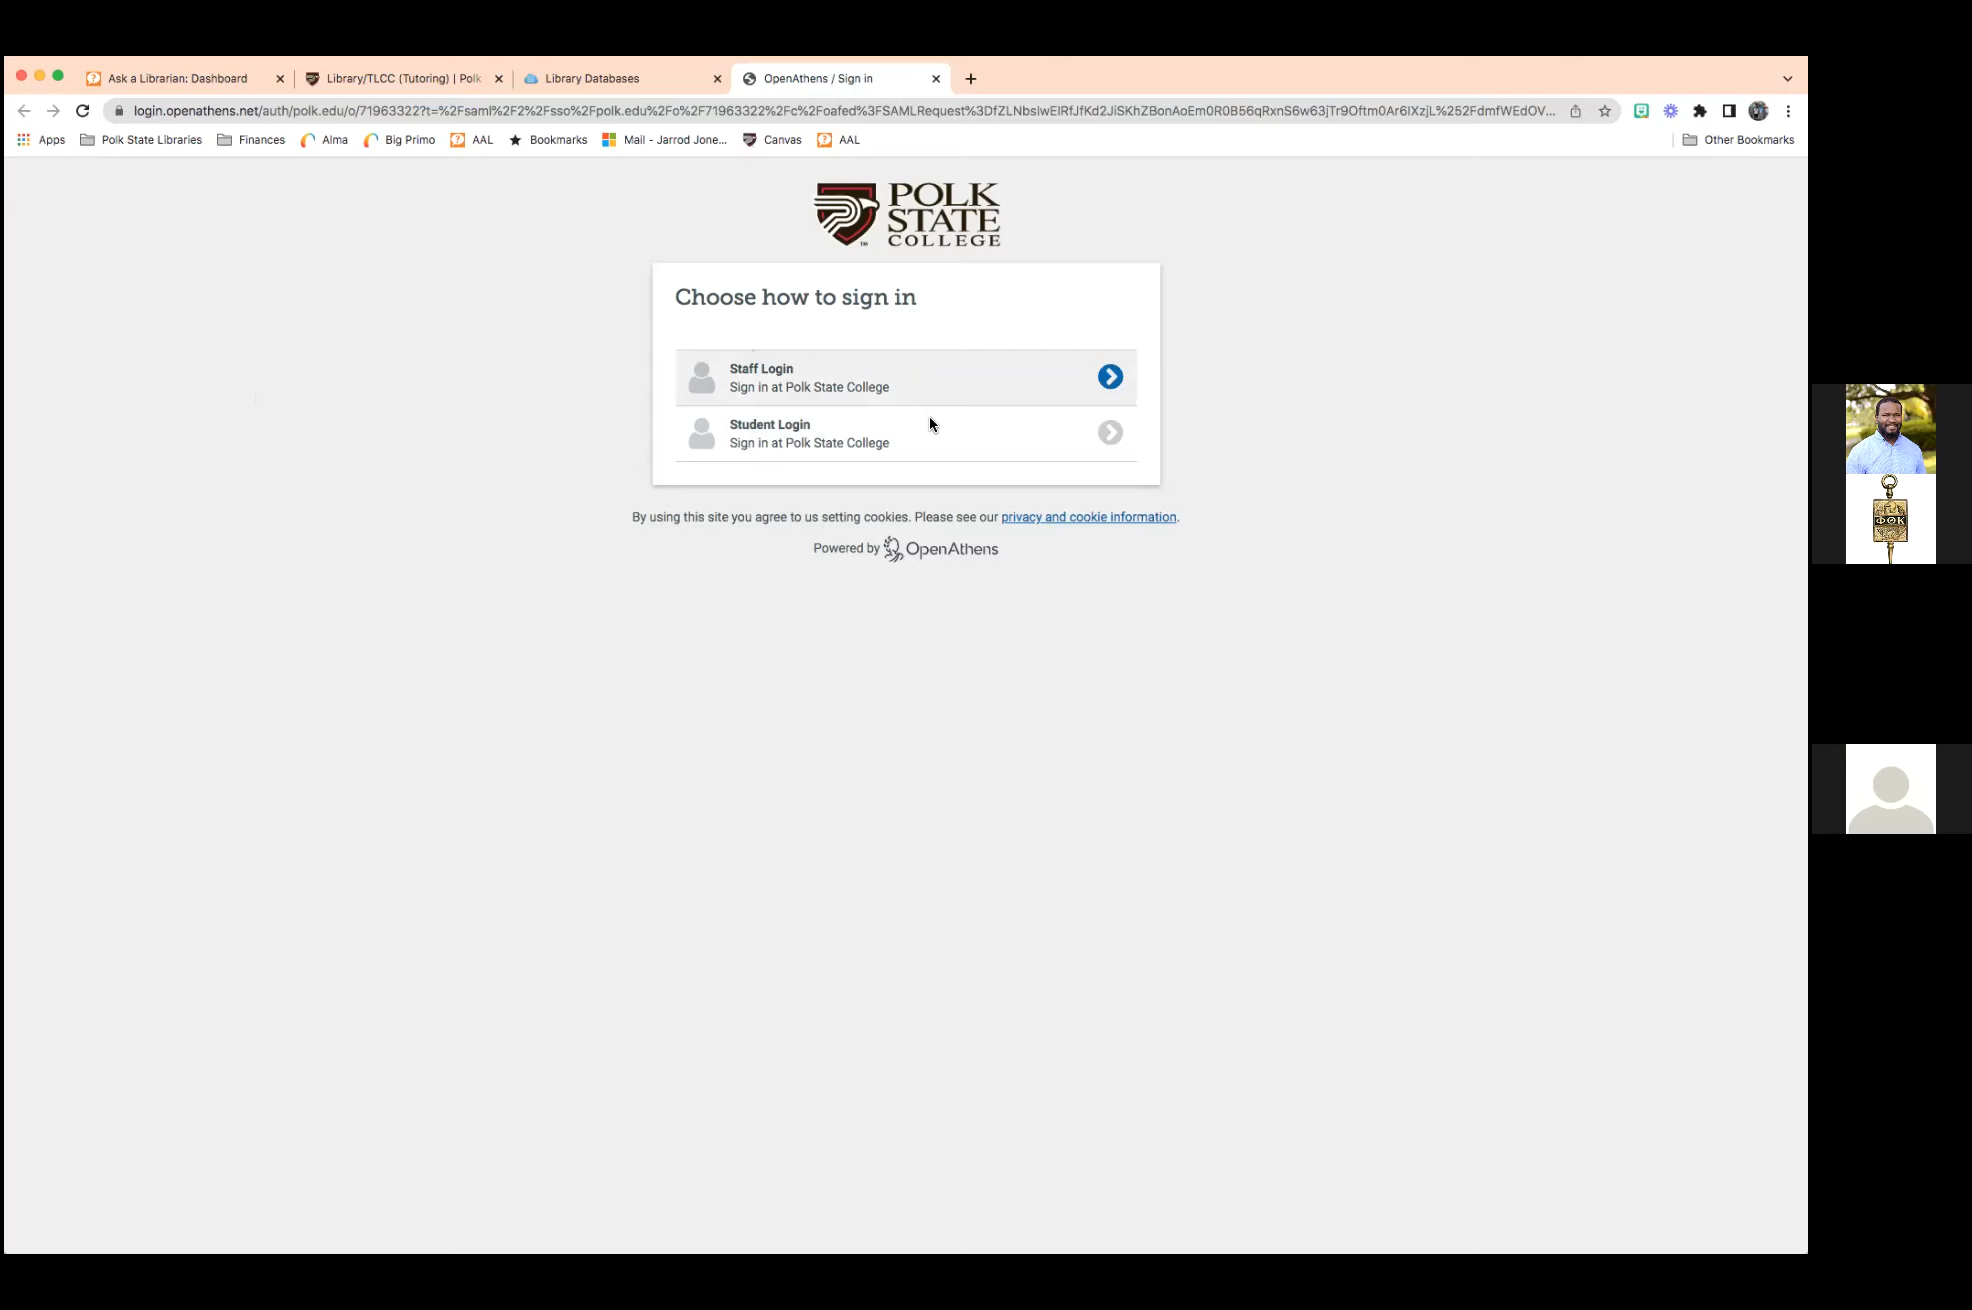 Ask a Librarian: Dashboard
Library/TLCC (Tutoring) | Polk
Library Databases
OpenAthens / Sign in
login.openathens.net/auth/polk.edu/o/71963322?t=%2Fsaml%2F2%2Fsso%2Fpolk.edu%2Fo%2F71963322%2Fc%2Foafed%3FSAMLRequest%3DfZLNbsIwEIRfJfKd2JiSKhZBonAoEm0R0B56qRxnS6w63jTr9Oftm0Ar6IXzjL%252FdmfWEdOV...
Apps
Polk State Libraries
Finances
Alma
Big Primo
AAL
Bookmarks
Mail - Jarrod Jone...
Canvas
AAL
Other Bookmarks
POLK
STATE
COLLEGE
TM
Choose how to sign in
Staff Login
Sign in at Polk State College
Student Login
Sign in at Polk State College
By using this site you agree to us setting cookies. Please see our privacy and cookie information.
Powered by OpenAthens
ΦΘΚ